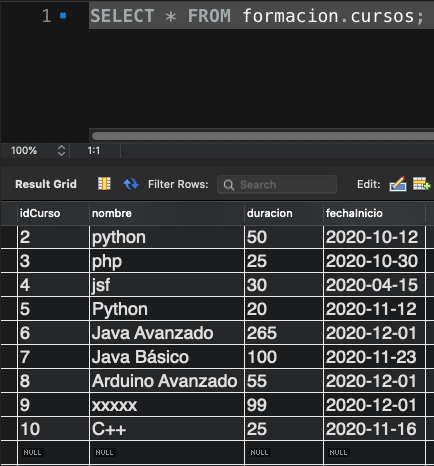 1 SELECT * FROM formacion.cursos;
100% 1:1
Result Grid Filter Rows: Search Edit:
idCurso nombre duracion fechaInicio
2 python 50 2020-10-12
3 php 25 2020-10-30
4 jsf 30 2020-04-15
5 Python 20 2020-11-12
6 Java Avanzado 265 2020-12-01
7 Java Básico 100 2020-11-23
8 Arduino Avanzado 55 2020-12-01
9 xxxxx 99 2020-12-01
10 C++ 25 2020-11-16
NULL NULL NULL NULL